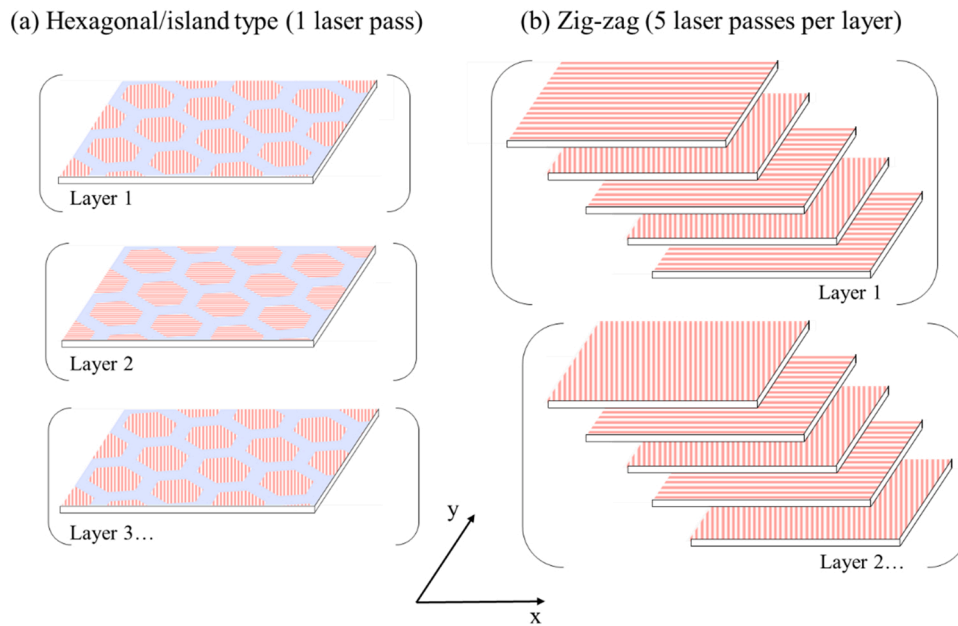 (a) Hexagonal/island type (1 laser pass)
(b) Zig-zag (5 laser passes per layer)
Layer 1
Layer 2
Layer 3…
Layer 1
Layer 2…
y
x